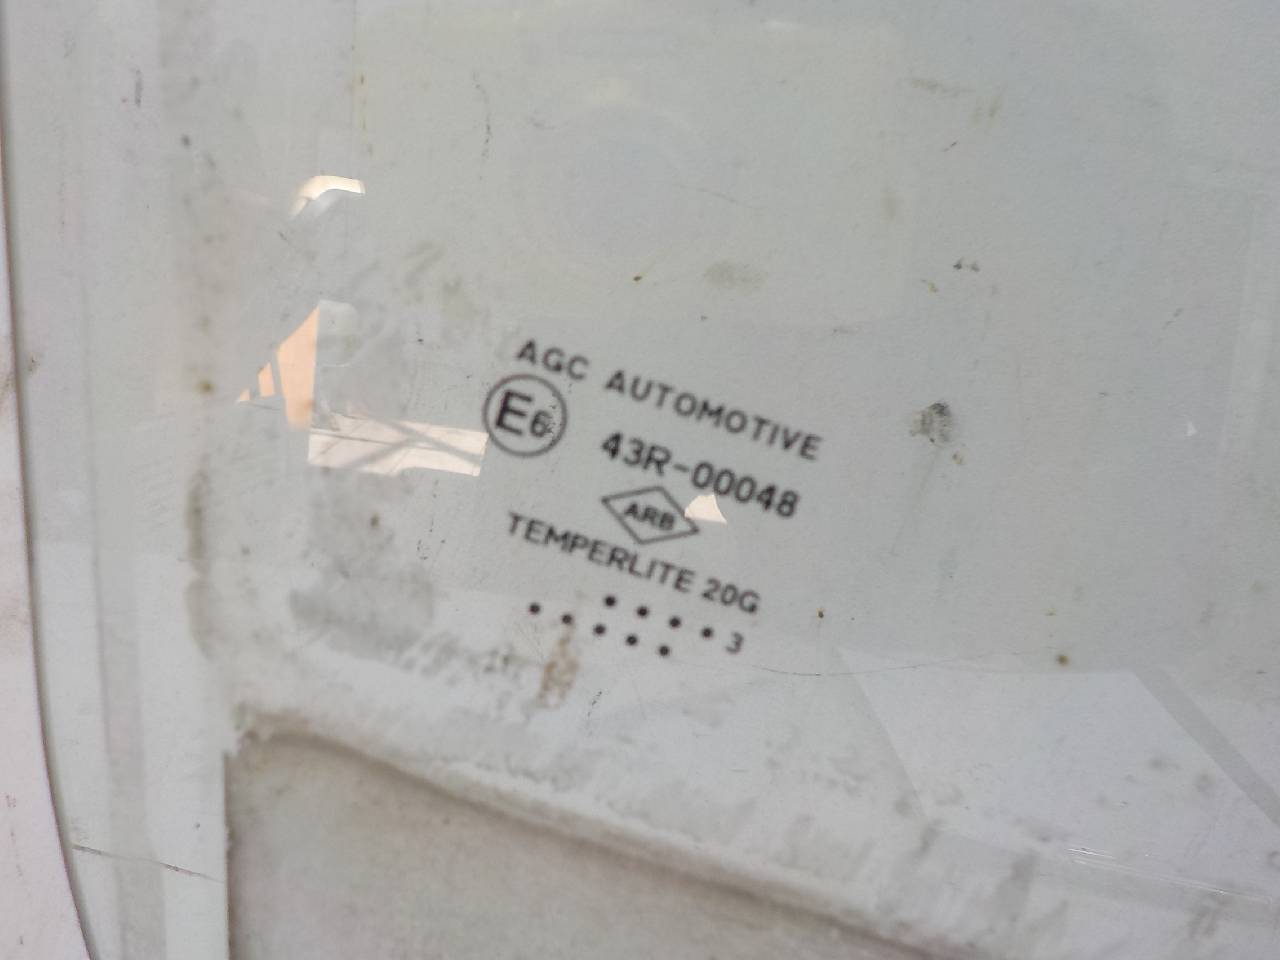 AGC AUTOMOTIVE
E6
43R-00048
ARB
TEMPERLITE 20G
3